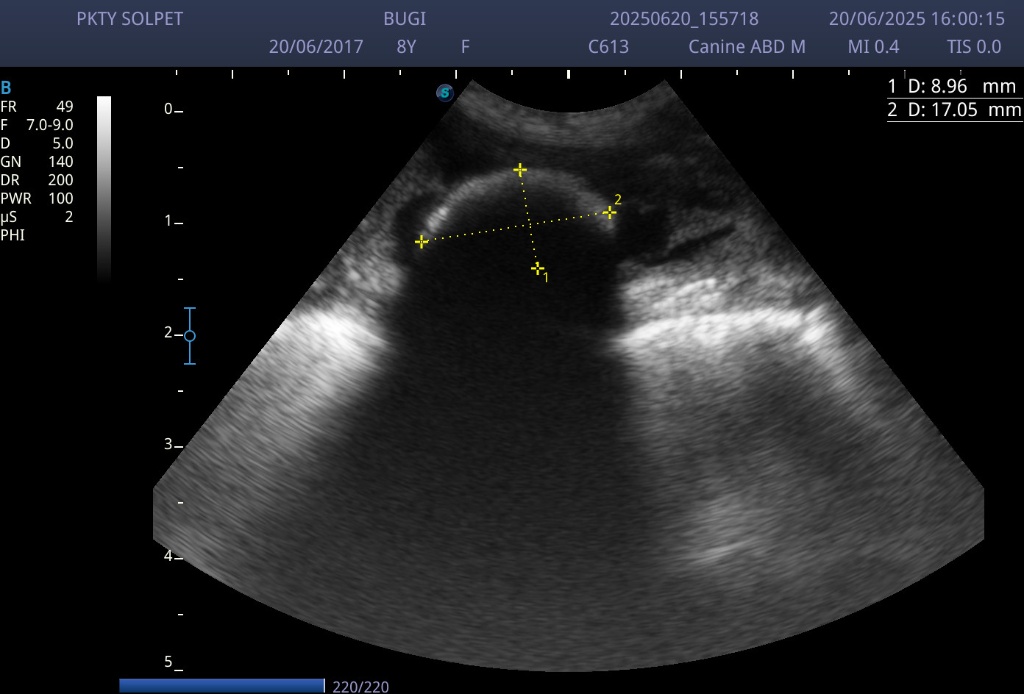 PKTY SOLPET BUGI 20250620_155718 20/06/2025 16:00:15
20/06/2017 8Y F C613 Canine ABD M MI 0.4 TIS 0.0
B
FR 49
F 7.0-9.0
D 5.0
GN 140
DR 200
PWR 100
µS 2
PHI
S
1 D: 8.96 mm
2 D: 17.05 mm
0
2
1
1
2
3
4
5
220/220